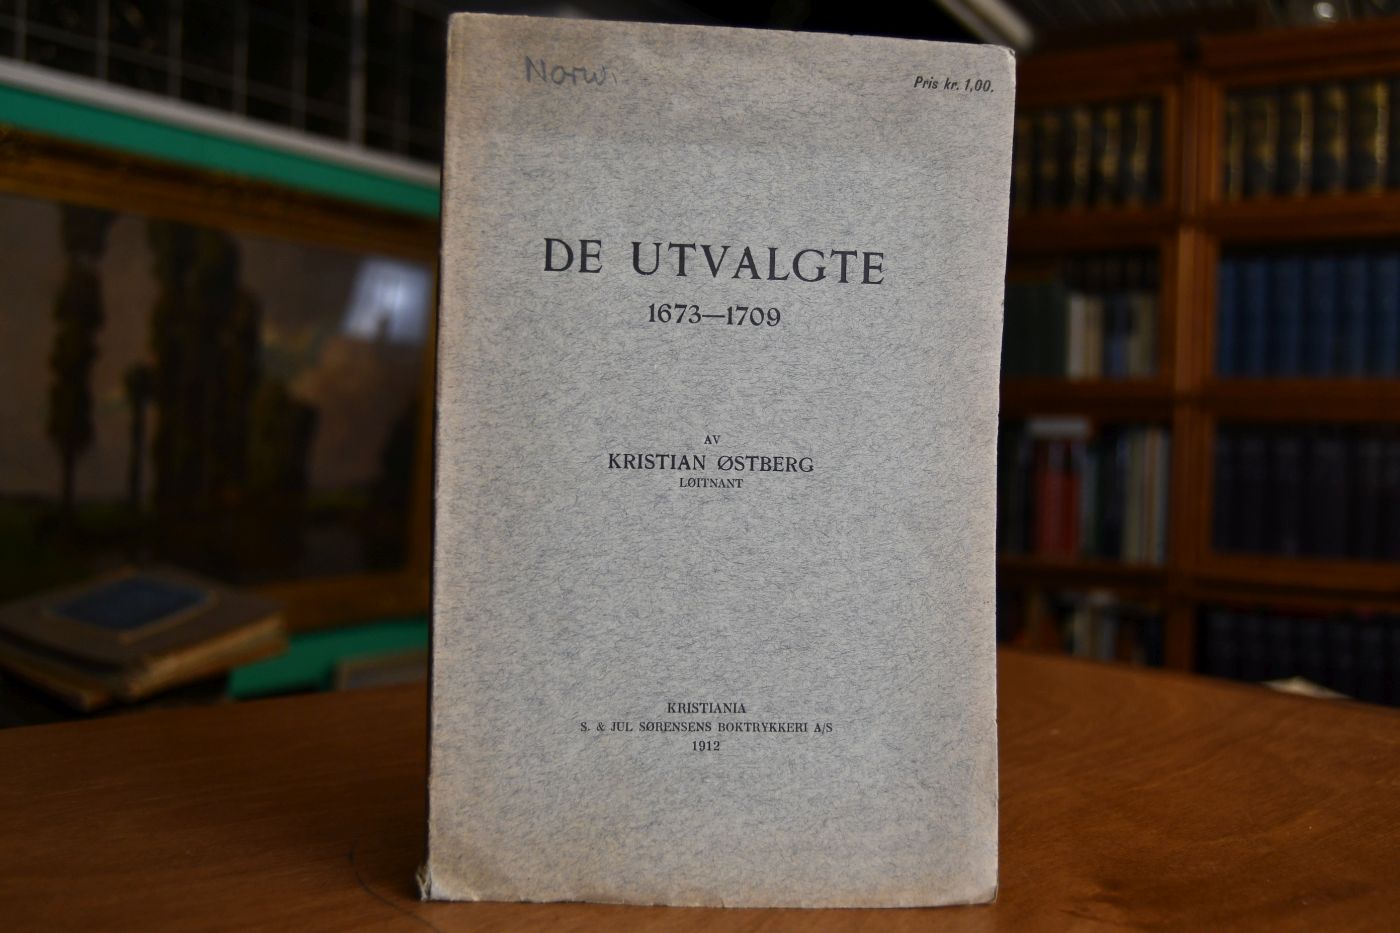 Norw.
Pris kr. 1,00.
DE UTVALGTE
1673—1709
AV
KRISTIAN ØSTBERG
LØITNANT
KRISTIANIA
S. & JUL SØRENSENS BOKTRYKKERI A/S
1912